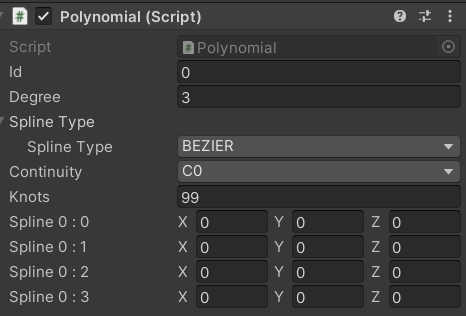 Polynomial (Script)
Script Polynomial
Id 0
Degree 3
Spline Type
Spline Type BEZIER
Continuity C0
Knots 99
Spline 0 : 0 X 0 Y 0 Z 0
Spline 0 : 1 X 0 Y 0 Z 0
Spline 0 : 2 X 0 Y 0 Z 0
Spline 0 : 3 X 0 Y 0 Z 0